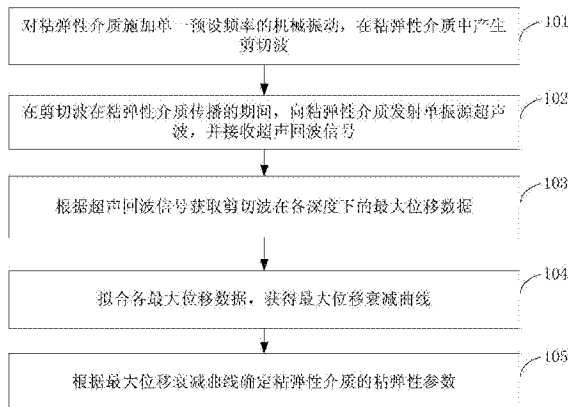 对粘弹性介质施加单一预设频率的机械振动，在粘弹性介质中产生
剪切波
101
在剪切波在粘弹性介质传播的期间，向粘弹性介质发射单振源超声
波，并接收超声回波信号
102
根据超声回波信号获取剪切波在各深度下的最大位移数据
103
拟合各最大位移数据，获得最大位移衰减曲线
104
根据最大位移衰减曲线确定粘弹性介质的粘弹性参数
105